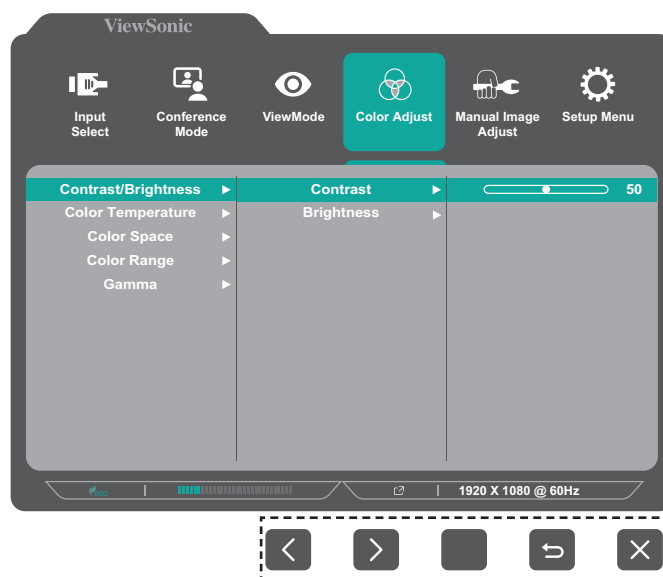 ViewSonic
Input
Select
Conference
Mode
ViewMode
Color Adjust
Manual Image
Adjust
Setup Menu
Contrast/Brightness
Contrast
50
Color Temperature
Brightness
Color Space
Color Range
Gamma
eco
1920 X 1080 @ 60Hz